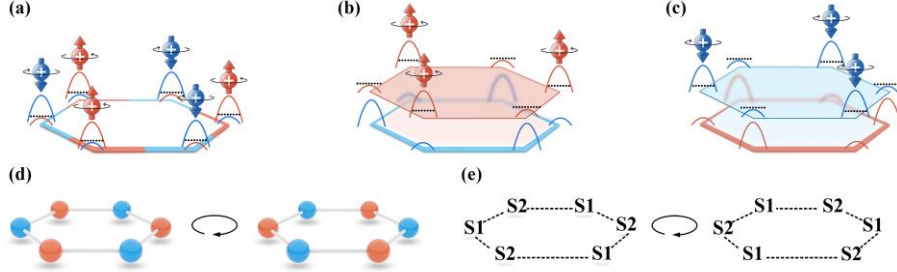 (a)
(b)
(c)
+ + + + + +
+ + +
+ + +
(d)
(e)
S2 S1
S1 S2
S2 S1
S1 S2
S2 S1
S1 S2